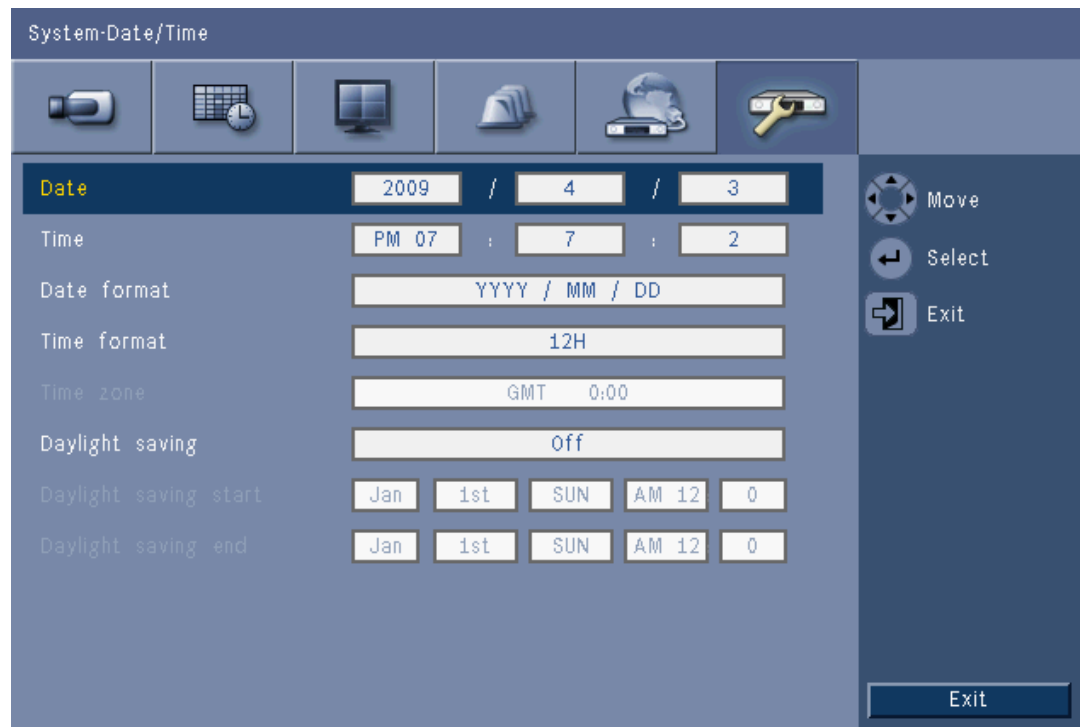 System-Date/Time
Date 2009 / 4 / 3
Move
Time PM 07 : 7 : 2
Select
Date format YYYY / MM / DD
Exit
Time format 12H
Time zone GMT 0:00
Daylight saving Off
Daylight saving start Jan 1st SUN AM 12 0
Daylight saving end Jan 1st SUN AM 12 0
Exit